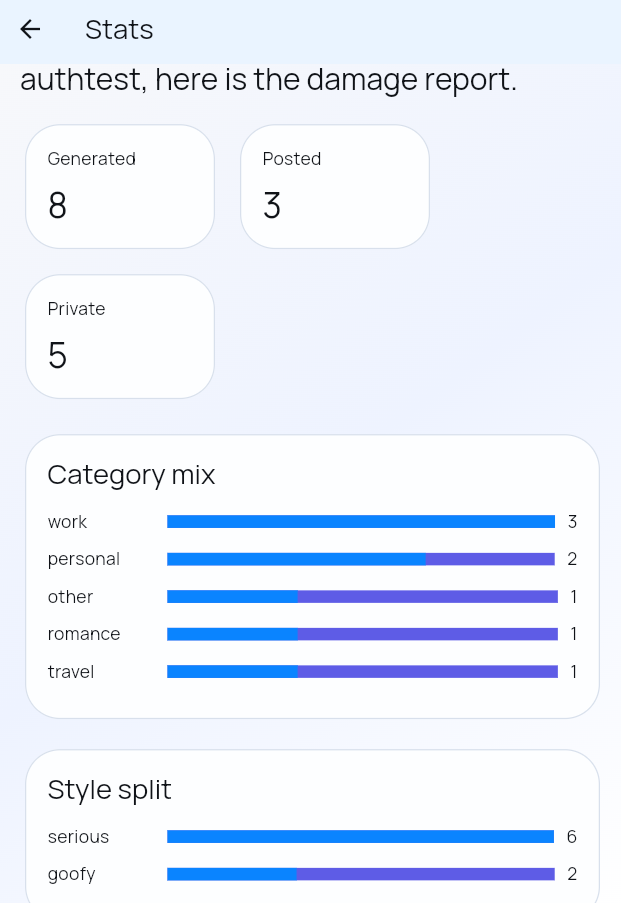 Stats
authtest, here is the damage report.
Generated
8
Posted
3
Private
5
Category mix
work 3
personal 2
other 1
romance 1
travel 1
Style split
serious 6
goofy 2